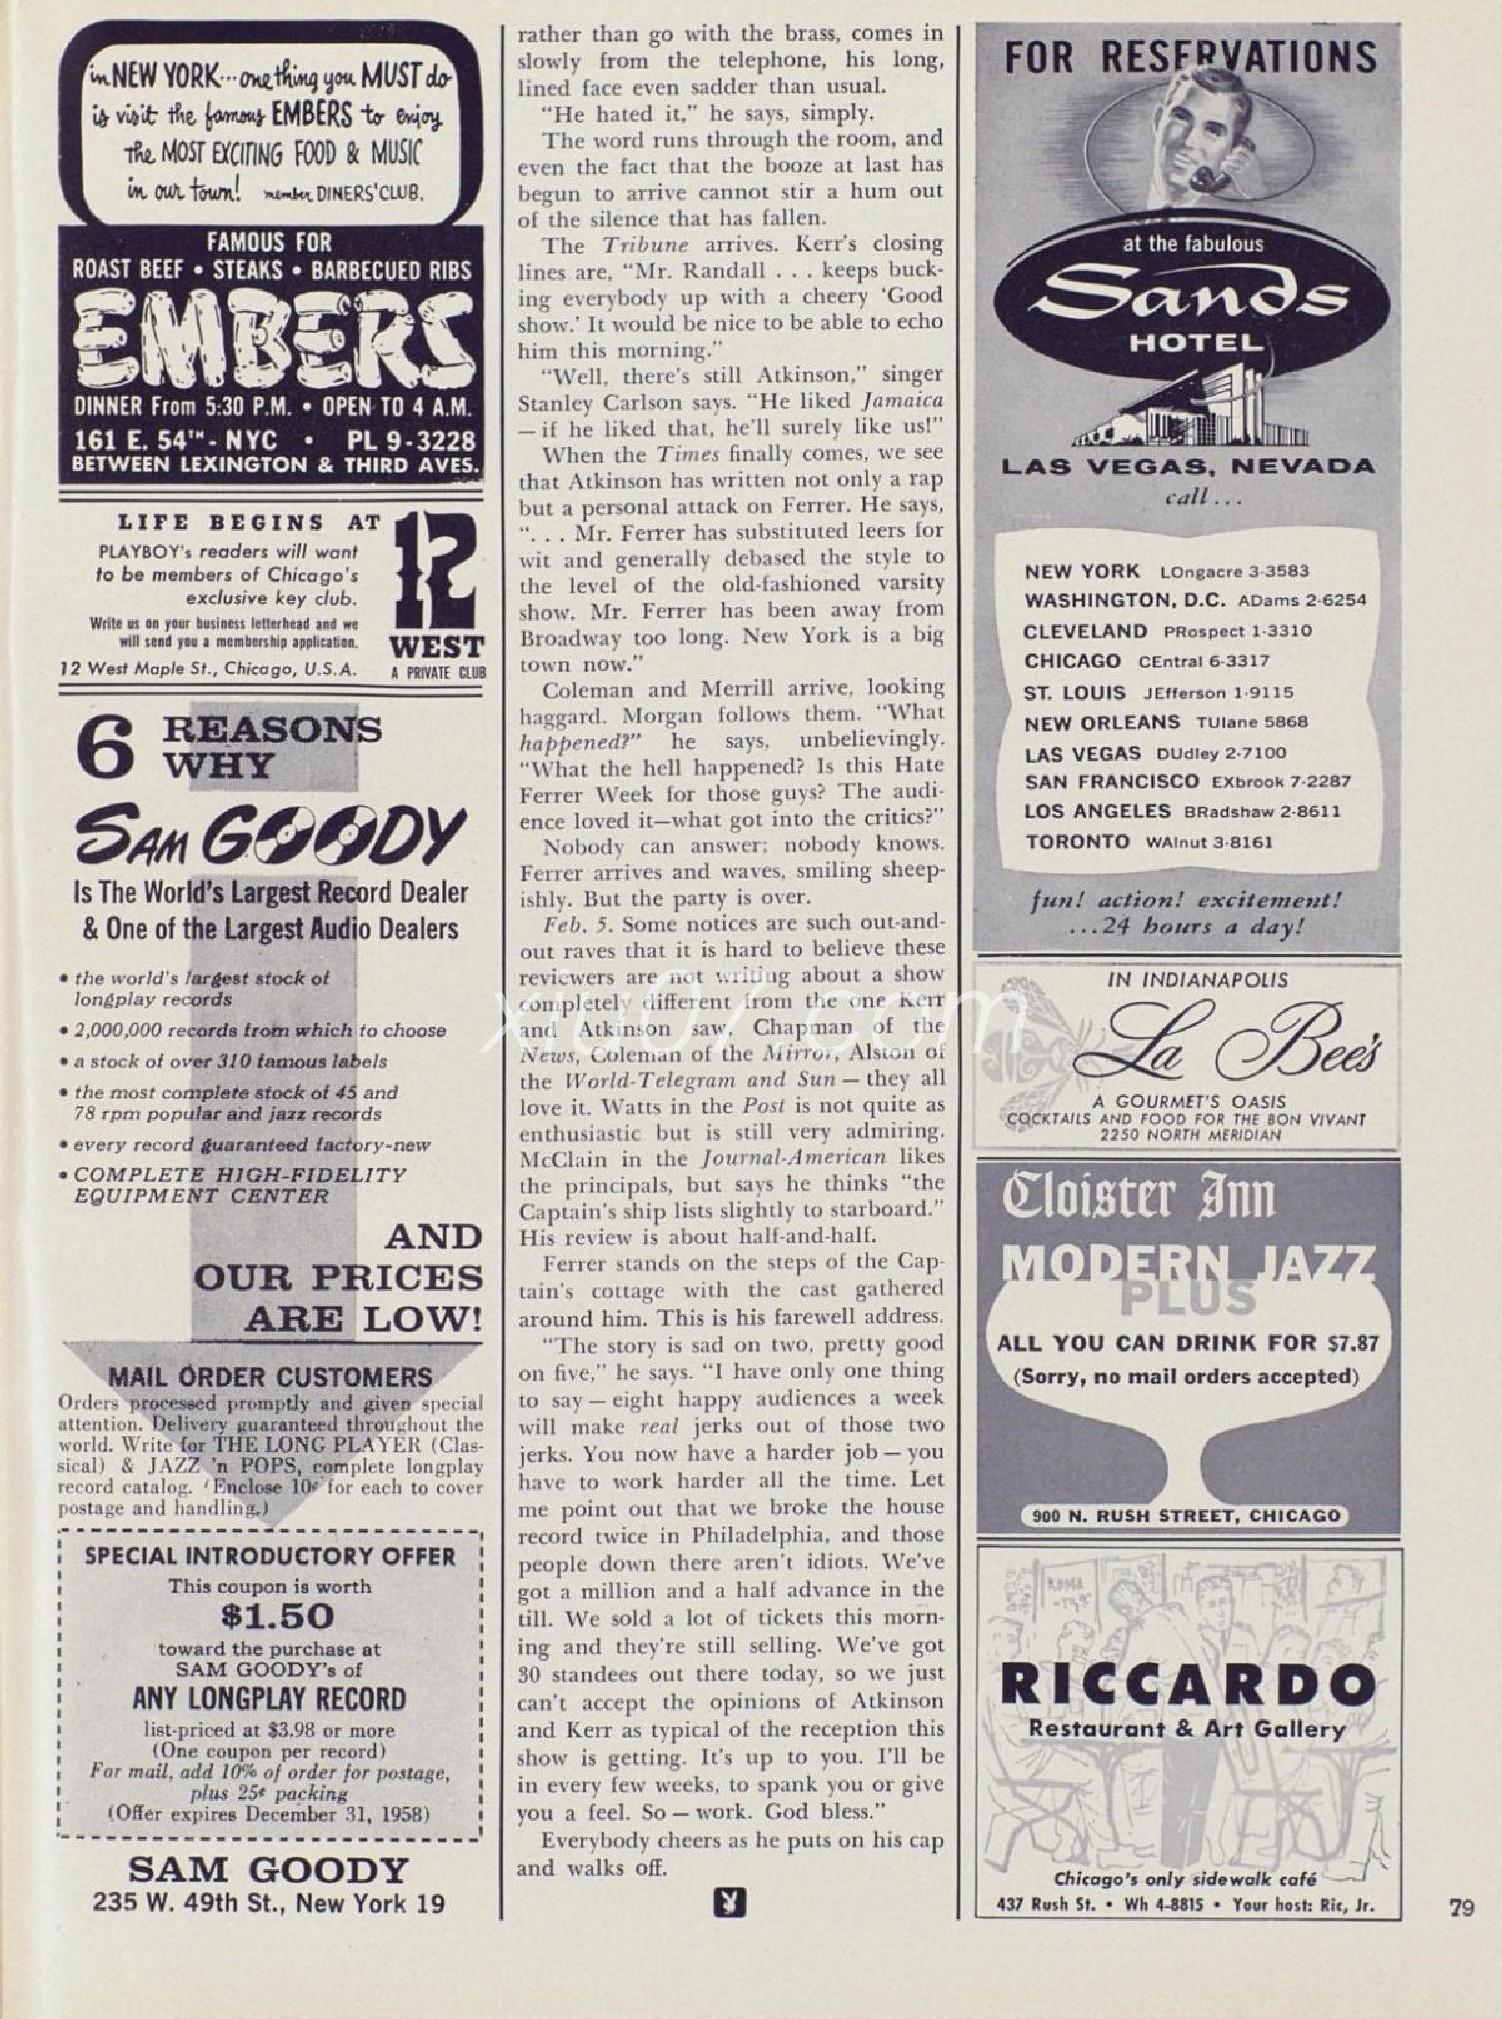 in NEW YORK...one thing you MUST do
is visit the famous EMBERS to enjoy
the MOST EXCITING FOOD & MUSIC
in our town! member DINERS' CLUB.
FAMOUS FOR
ROAST BEEF • STEAKS • BARBECUED RIBS
EMBERS
DINNER From 5:30 P.M. • OPEN TO 4 A.M.
161 E. 54TH - NYC • PL 9-3228
BETWEEN LEXINGTON & THIRD AVES.
LIFE BEGINS AT
12
WEST
A PRIVATE CLUB
PLAYBOY's readers will want
to be members of Chicago's
exclusive key club.
Write us on your business letterhead and we
will send you a membership application.
12 West Maple St., Chicago, U.S.A.
6 REASONS
WHY
SAM GOODY
Is The World's Largest Record Dealer
& One of the Largest Audio Dealers
• the world's largest stock of
longplay records
• 2,000,000 records from which to choose
• a stock of over 310 famous labels
• the most complete stock of 45 and
78 rpm popular and jazz records
• every record guaranteed factory-new
• COMPLETE HIGH-FIDELITY
EQUIPMENT CENTER
AND
OUR PRICES
ARE LOW!
MAIL ORDER CUSTOMERS
Orders processed promptly and given special
attention. Delivery guaranteed throughout the
world. Write for THE LONG PLAYER (Clas-
sical) & JAZZ 'n POPS, complete longplay
record catalog. (Enclose 10¢ for each to cover
postage and handling.)
SPECIAL INTRODUCTORY OFFER
This coupon is worth
$1.50
toward the purchase at
SAM GOODY's of
ANY LONGPLAY RECORD
list-priced at $3.98 or more
(One coupon per record)
For mail, add 10% of order for postage,
plus 25¢ packing
(Offer expires December 31, 1958)
SAM GOODY
235 W. 49th St., New York 19
rather than go with the brass, comes in
slowly from the telephone, his long,
lined face even sadder than usual.
"He hated it," he says, simply.
The word runs through the room, and
even the fact that the booze at last has
begun to arrive cannot stir a hum out
of the silence that has fallen.
The Tribune arrives. Kerr's closing
lines are, "Mr. Randall . . . keeps buck-
ing everybody up with a cheery 'Good
show.' It would be nice to be able to echo
him this morning."
"Well, there's still Atkinson," singer
Stanley Carlson says. "He liked Jamaica
— if he liked that, he'll surely like us!"
When the Times finally comes, we see
that Atkinson has written not only a rap
but a personal attack on Ferrer. He says,
". . . Mr. Ferrer has substituted leers for
wit and generally debased the style to
the level of the old-fashioned varsity
show. Mr. Ferrer has been away from
Broadway too long. New York is a big
town now."
Coleman and Merrill arrive, looking
haggard. Morgan follows them. "What
happened?" he says, unbelievingly.
"What the hell happened? Is this Hate
Ferrer Week for those guys? The audi-
ence loved it—what got into the critics?"
Nobody can answer; nobody knows.
Ferrer arrives and waves, smiling sheep-
ishly. But the party is over.
Feb. 5. Some notices are such out-and-
out raves that it is hard to believe these
reviewers are not writing about a show
completely different from the one Kerr
and Atkinson saw. Chapman of the
News, Coleman of the Mirror, Alston of
the World-Telegram and Sun — they all
love it. Watts in the Post is not quite as
enthusiastic but is still very admiring.
McClain in the Journal-American likes
the principals, but says he thinks "the
Captain's ship lists slightly to starboard."
His review is about half-and-half.
Ferrer stands on the steps of the Cap-
tain's cottage with the cast gathered
around him. This is his farewell address.
"The story is sad on two, pretty good
on five," he says. "I have only one thing
to say — eight happy audiences a week
will make real jerks out of those two
jerks. You now have a harder job — you
have to work harder all the time. Let
me point out that we broke the house
record twice in Philadelphia, and those
people down there aren't idiots. We've
got a million and a half advance in the
till. We sold a lot of tickets this morn-
ing and they're still selling. We've got
30 standees out there today, so we just
can't accept the opinions of Atkinson
and Kerr as typical of the reception this
show is getting. It's up to you. I'll be
in every few weeks, to spank you or give
you a feel. So — work. God bless."
Everybody cheers as he puts on his cap
and walks off.
FOR RESERVATIONS
at the fabulous
Sands
HOTEL
LAS VEGAS, NEVADA
call...
NEW YORK LOngacre 3-3583
WASHINGTON, D.C. ADams 2-6254
CLEVELAND PRospect 1-3310
CHICAGO CEntral 6-3317
ST. LOUIS JEfferson 1-9115
NEW ORLEANS TUlane 5868
LAS VEGAS DUdley 2-7100
SAN FRANCISCO EXbrook 7-2287
LOS ANGELES BRadshaw 2-8611
TORONTO WAlnut 3-8161
fun! action! excitement!
...24 hours a day!
IN INDIANAPOLIS
La Bee's
A GOURMET'S OASIS
COCKTAILS AND FOOD FOR THE BON VIVANT
2250 NORTH MERIDIAN
Cloister Inn
MODERN JAZZ
PLUS
ALL YOU CAN DRINK FOR $7.87
(Sorry, no mail orders accepted)
900 N. RUSH STREET, CHICAGO
ROMA
RICCARDO
Restaurant & Art Gallery
Chicago's only sidewalk café
437 Rush St. • Wh 4-8815 • Your host: Ric, Jr.
79